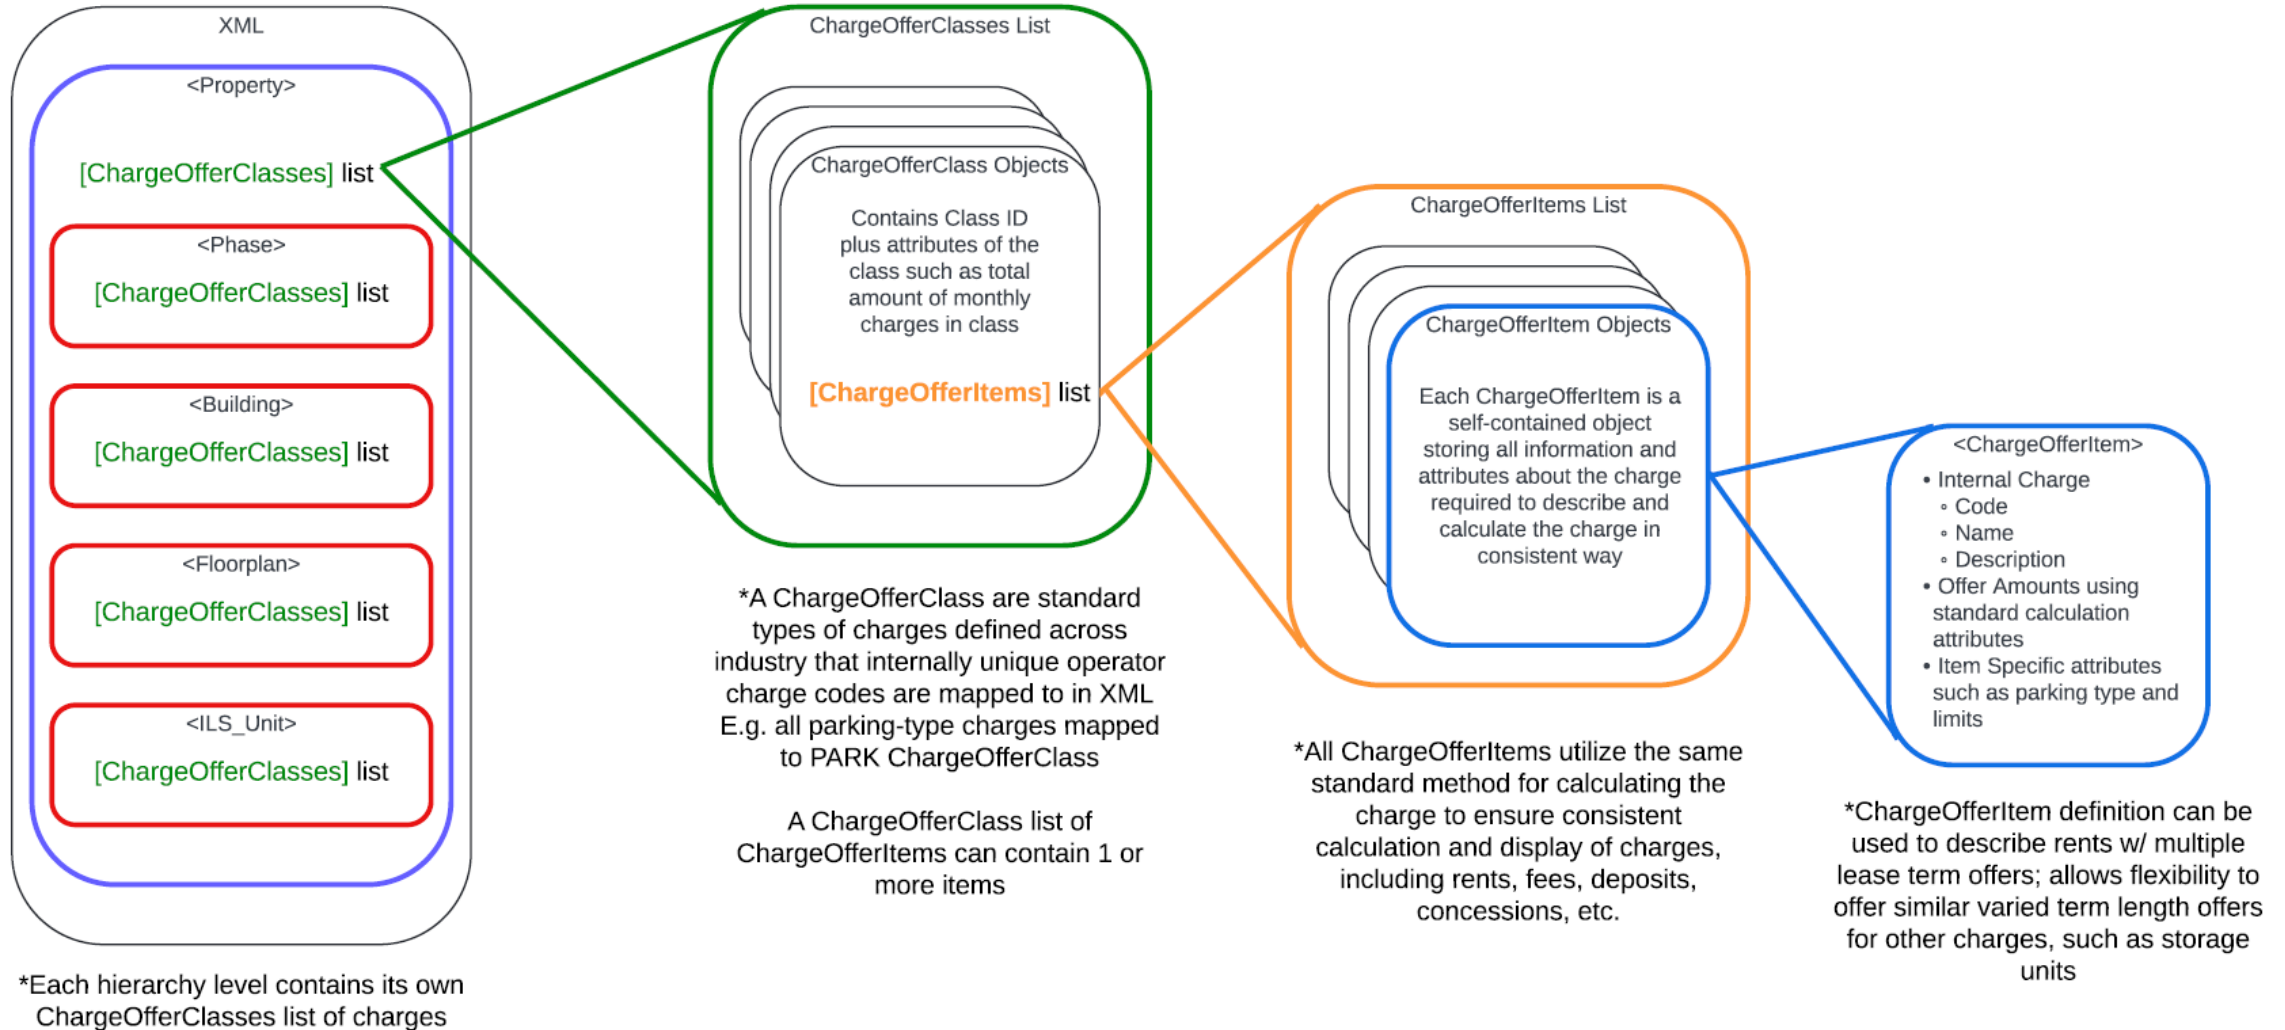 XML
<Property>
[ChargeOfferClasses] list
<Phase>
[ChargeOfferClasses] list
<Building>
[ChargeOfferClasses] list
<Floorplan>
[ChargeOfferClasses] list
<ILS_Unit>
[ChargeOfferClasses] list
*Each hierarchy level contains its own
ChargeOfferClasses list of charges
ChargeOfferClasses List
ChargeOfferClass Objects
Contains Class ID
plus attributes of the
class such as total
amount of monthly
charges in class
[ChargeOfferItems] list
*A ChargeOfferClass are standard
types of charges defined across
industry that internally unique operator
charge codes are mapped to in XML
E.g. all parking-type charges mapped
to PARK ChargeOfferClass
A ChargeOfferClass list of
ChargeOfferItems can contain 1 or
more items
ChargeOfferItems List
ChargeOfferItem Objects
Each ChargeOfferItem is a
self-contained object
storing all information and
attributes about the charge
required to describe and
calculate the charge in
consistent way
*All ChargeOfferItems utilize the same
standard method for calculating the
charge to ensure consistent
calculation and display of charges,
including rents, fees, deposits,
concessions, etc.
<ChargeOfferItem>
• Internal Charge
◦ Code
◦ Name
◦ Description
• Offer Amounts using
standard calculation
attributes
• Item Specific attributes
such as parking type and
limits
*ChargeOfferItem definition can be
used to describe rents w/ multiple
lease term offers; allows flexibility to
offer similar varied term length offers
for other charges, such as storage
units